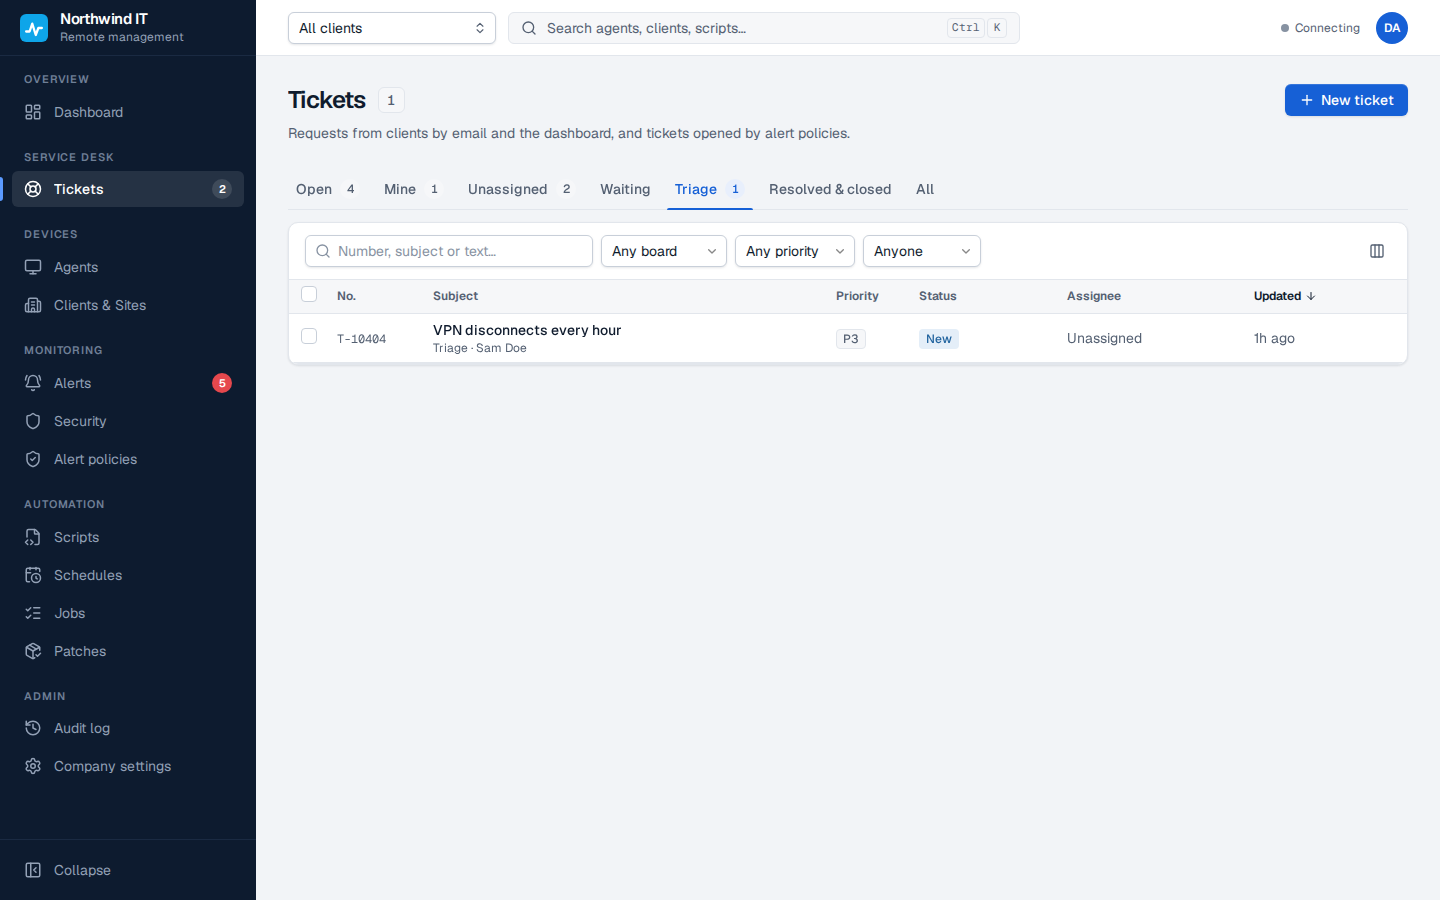 Northwind IT
Remote management
All clients
Search agents, clients, scripts...
Ctrl K
Connecting
DA
OVERVIEW
Dashboard
SERVICE DESK
Tickets 2
DEVICES
Agents
Clients & Sites
MONITORING
Alerts 5
Security
Alert policies
AUTOMATION
Scripts
Schedules
Jobs
Patches
ADMIN
Audit log
Company settings
Collapse
Tickets 1
New ticket
Requests from clients by email and the dashboard, and tickets opened by alert policies.
Open 4 Mine 1 Unassigned 2 Waiting Triage 1 Resolved & closed All
Number, subject or text... Any board Any priority Anyone
No. Subject Priority Status Assignee Updated
T-10404 VPN disconnects every hour P3 New Unassigned 1h ago
Triage · Sam Doe